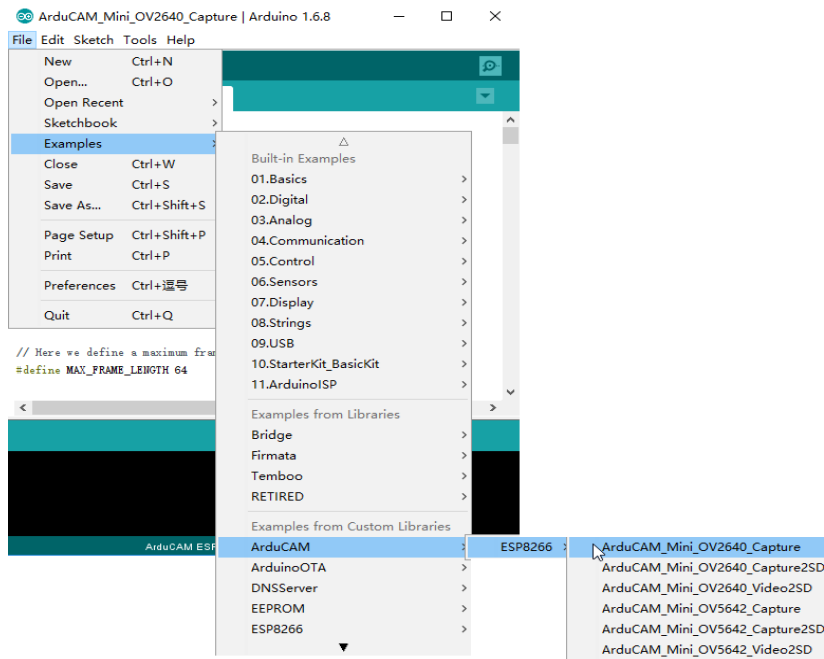 ArduCAM_Mini_OV2640_Capture | Arduino 1.6.8
File Edit Sketch Tools Help
New Ctrl+N
Open... Ctrl+O
Open Recent
Sketchbook
Examples
Close Ctrl+W
Save Ctrl+S
Save As... Ctrl+Shift+S
Page Setup Ctrl+Shift+P
Print Ctrl+P
Preferences Ctrl+逗号
Quit Ctrl+Q
// Here we define a maximum fra
#define MAX_FRAME_LENGTH 64
ArduCAM ESP
Built-in Examples
01.Basics
02.Digital
03.Analog
04.Communication
05.Control
06.Sensors
07.Display
08.Strings
09.USB
10.StarterKit_BasicKit
11.ArduinoISP
Examples from Libraries
Bridge
Firmata
Temboo
RETIRED
Examples from Custom Libraries
ArduCAM
ArduinoOTA
DNSServer
EEPROM
ESP8266
ESP8266
ArduCAM_Mini_OV2640_Capture
ArduCAM_Mini_OV2640_Capture2SD
ArduCAM_Mini_OV2640_Video2SD
ArduCAM_Mini_OV5642_Capture
ArduCAM_Mini_OV5642_Capture2SD
ArduCAM_Mini_OV5642_Video2SD